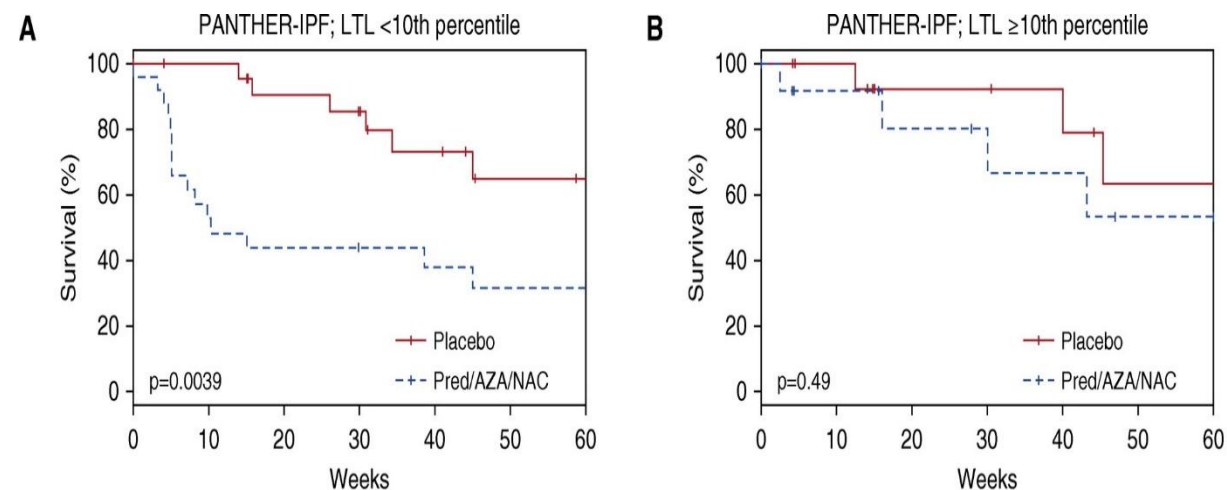 A
PANTHER-IPF; LTL <10th percentile
Survival (%)
100
80
60
40
20
0
Placebo
Pred/AZA/NAC
p=0.0039
0 10 20 30 40 50 60
Weeks
B
PANTHER-IPF; LTL ≥10th percentile
Survival (%)
100
80
60
40
20
0
Placebo
Pred/AZA/NAC
p=0.49
0 10 20 30 40 50 60
Weeks